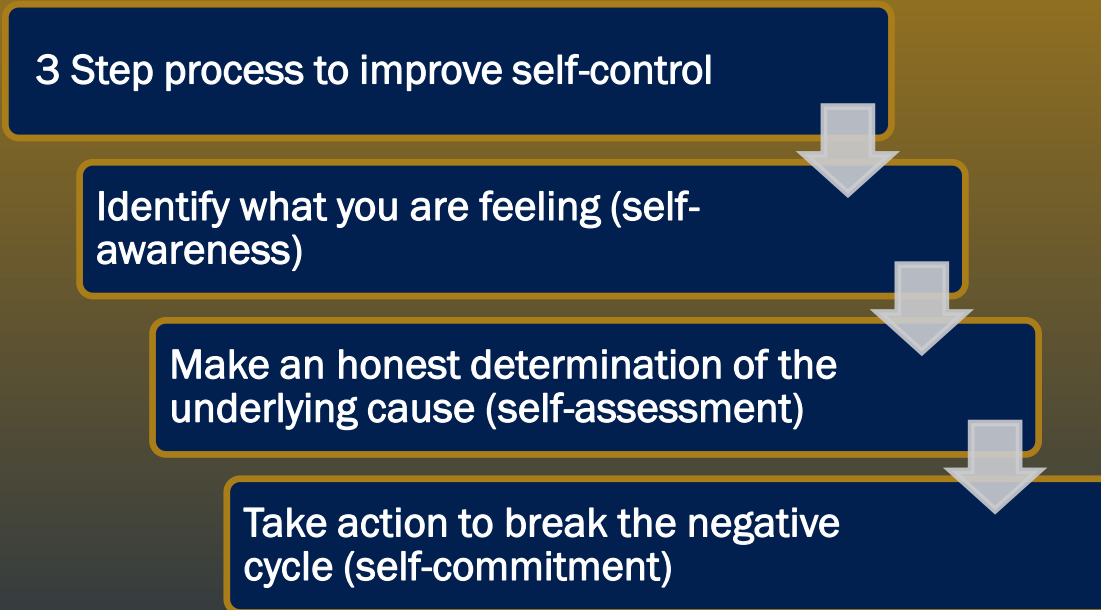 3 Step process to improve self-control
Identify what you are feeling (self-
awareness)
Make an honest determination of the
underlying cause (self-assessment)
Take action to break the negative
cycle (self-commitment)